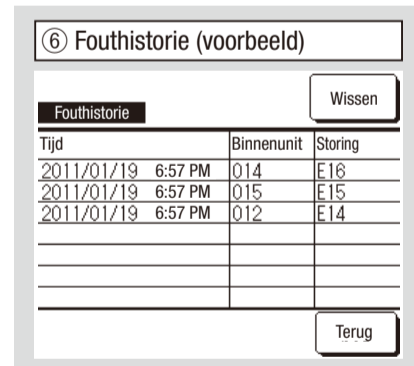 ⑥ Fouthistorie (voorbeeld)
Wissen
Fouthistorie
Tijd Binnenunit Storing
2011/01/19 6:57 PM 014 E16
2011/01/19 6:57 PM 015 E15
2011/01/19 6:57 PM 012 E14
Terug